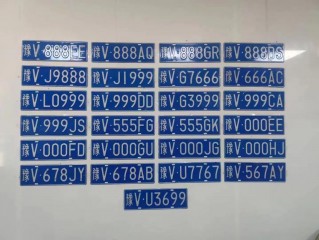 豫V·888EE 豫V·888AQ 豫V·888GR 豫V·888DS
豫V·J9888 豫V·J1999 豫V·G7666 豫V·666AC
豫V·L0999 豫V·999DD 豫V·G3999 豫V·999CA
豫V·999JS 豫V·555FG 豫V·555GK 豫V·000EE
豫V·000FD 豫V·000GU 豫V·000JG 豫V·000HJ
豫V·678JY 豫V·678AB 豫V·U7767 豫V·567AY
豫V·U3699